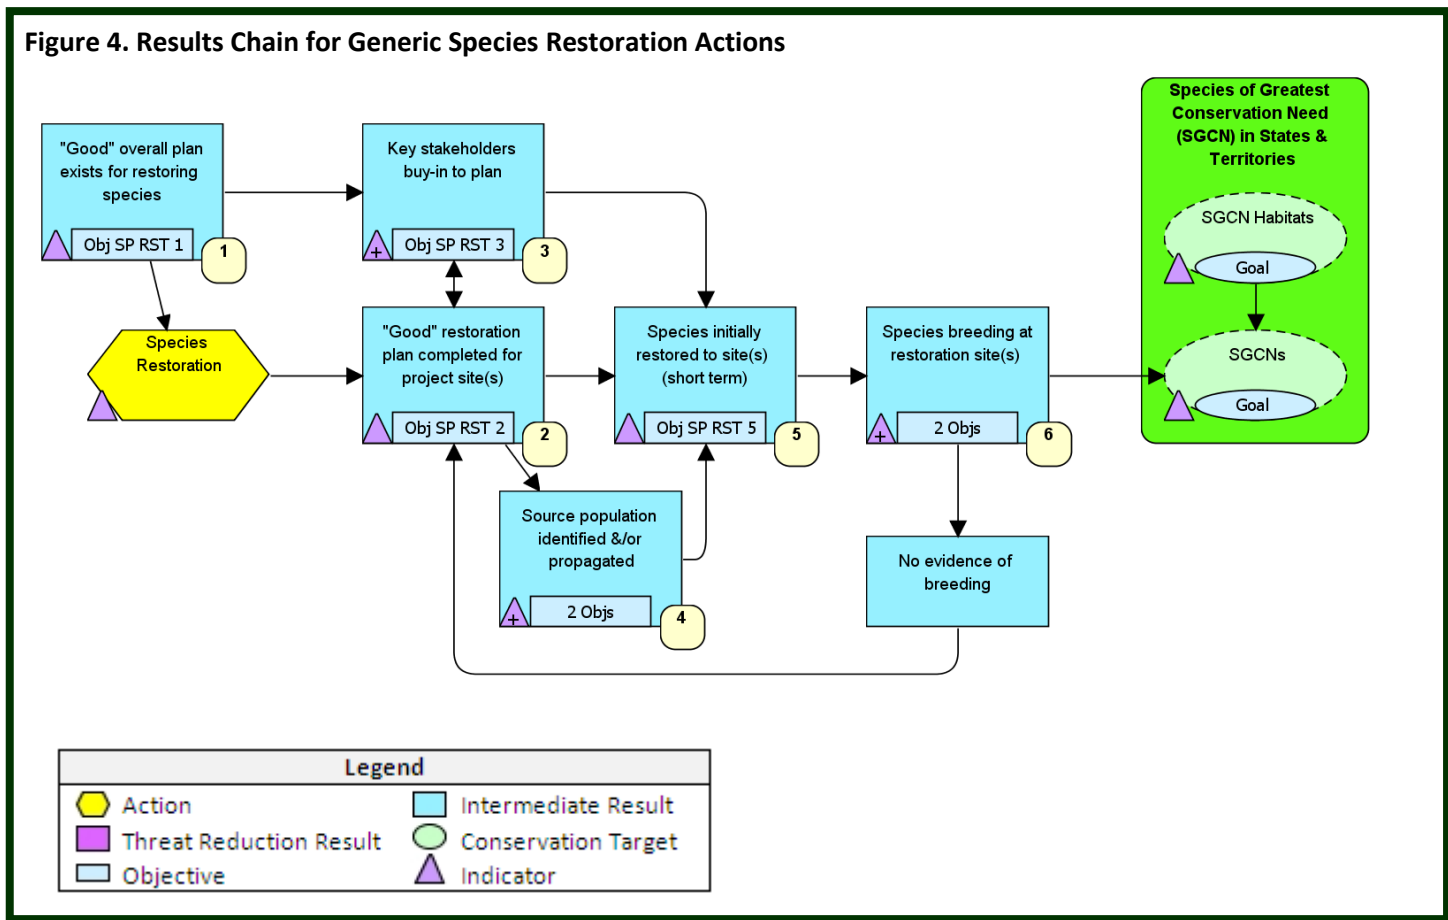 Figure 4. Results Chain for Generic Species Restoration Actions
"Good" overall plan
exists for restoring
species
Obj SP RST 1
1
Key stakeholders
buy-in to plan
+
Obj SP RST 3
3
Species of Greatest
Conservation Need
(SGCN) in States &
Territories
SGCN Habitats
Goal
SGCNs
Goal
Species
Restoration
"Good" restoration
plan completed for
project site(s)
Obj SP RST 2
2
Species initially
restored to site(s)
(short term)
Obj SP RST 5
5
Species breeding at
restoration site(s)
+
2 Objs
6
Source population
identified &/or
propagated
+
2 Objs
4
No evidence of
breeding
Legend
Action
Intermediate Result
Threat Reduction Result
Conservation Target
Objective
Indicator